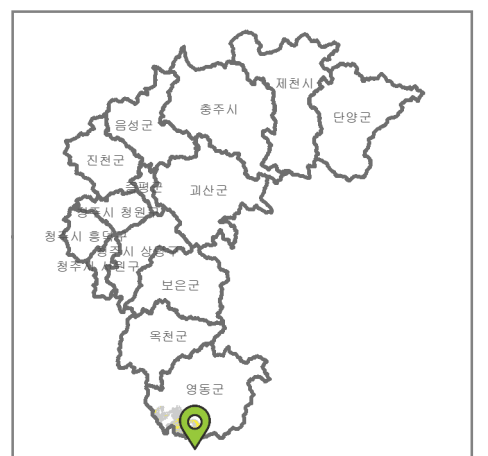 제천시
충주시
단양군
음성군
진천군
증평군
괴산군
청주시 청원구
청주시 흥덕구
청주시 상당구
청주시 서원구
보은군
옥천군
영동군